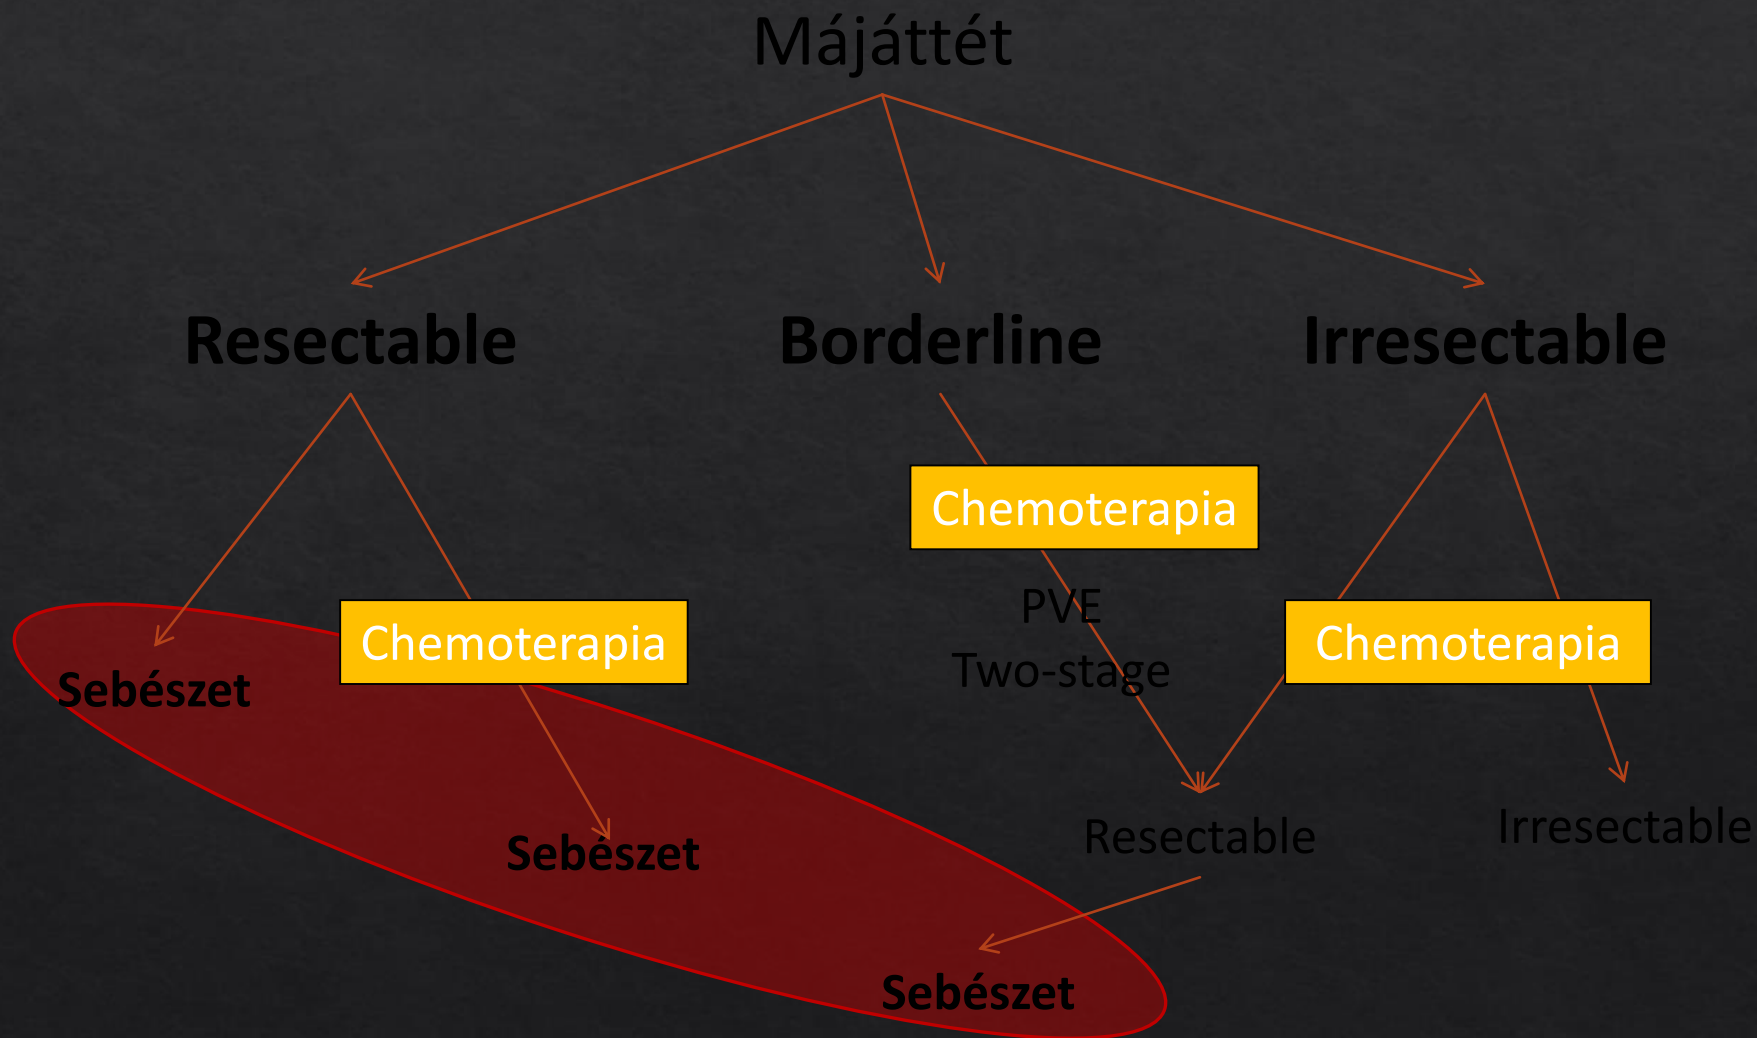 Májáttét
Resectable
Borderline
Irresectable
Chemoterapia
PVE
Two-stage
Chemoterapia
Chemoterapia
Sebészet
Sebészet
Resectable
Irresectable
Sebészet